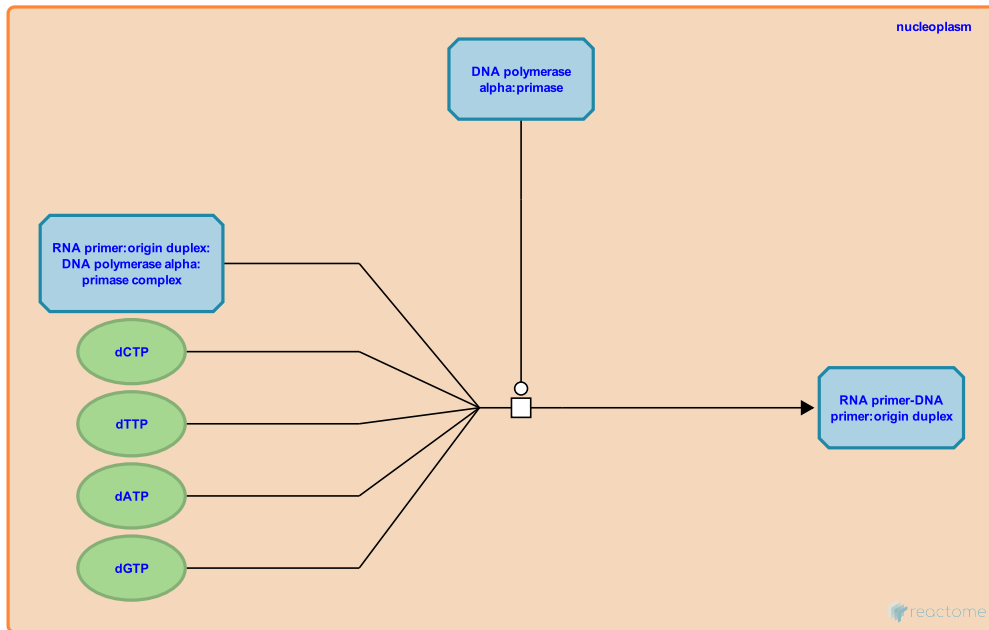 nucleoplasm
DNA polymerase
alpha:primase
RNA primer:origin duplex:
DNA polymerase alpha:
primase complex
dCTP
dTTP
dATP
dGTP
RNA primer-DNA
primer:origin duplex
reactome